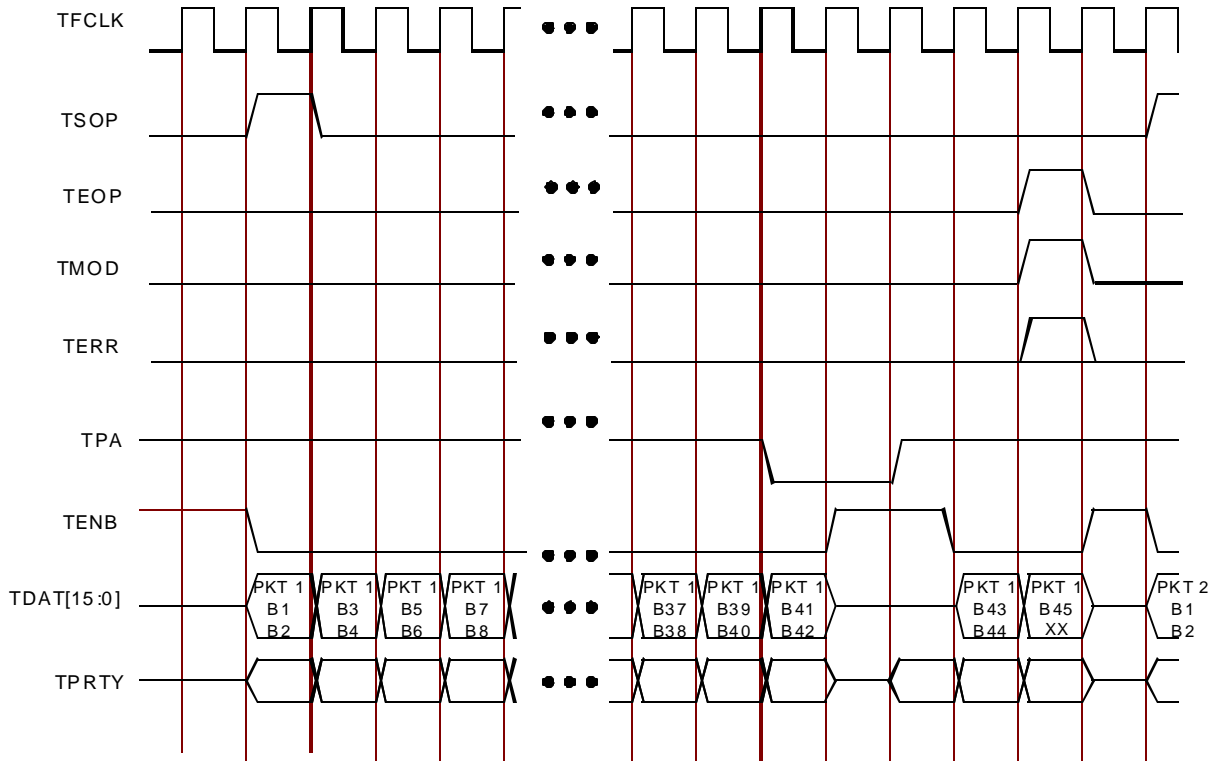 TFCLK
TSOP
TEOP
TMOD
TERR
TPA
TENB
TDAT[15:0]
PKT 1 PKT 1 PKT 1 PKT 1 PKT 1 PKT 1 PKT 1 PKT 1 PKT 1 PKT 2
B1 B3 B5 B7 B37 B39 B41 B43 B45 B1
B2 B4 B6 B8 B38 B40 B42 B44 XX B2
TPRTY